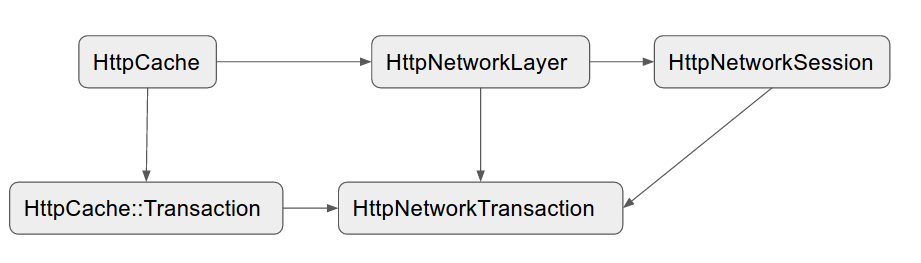 HttpCache
HttpNetworkLayer
HttpNetworkSession
HttpCache::Transaction
HttpNetworkTransaction